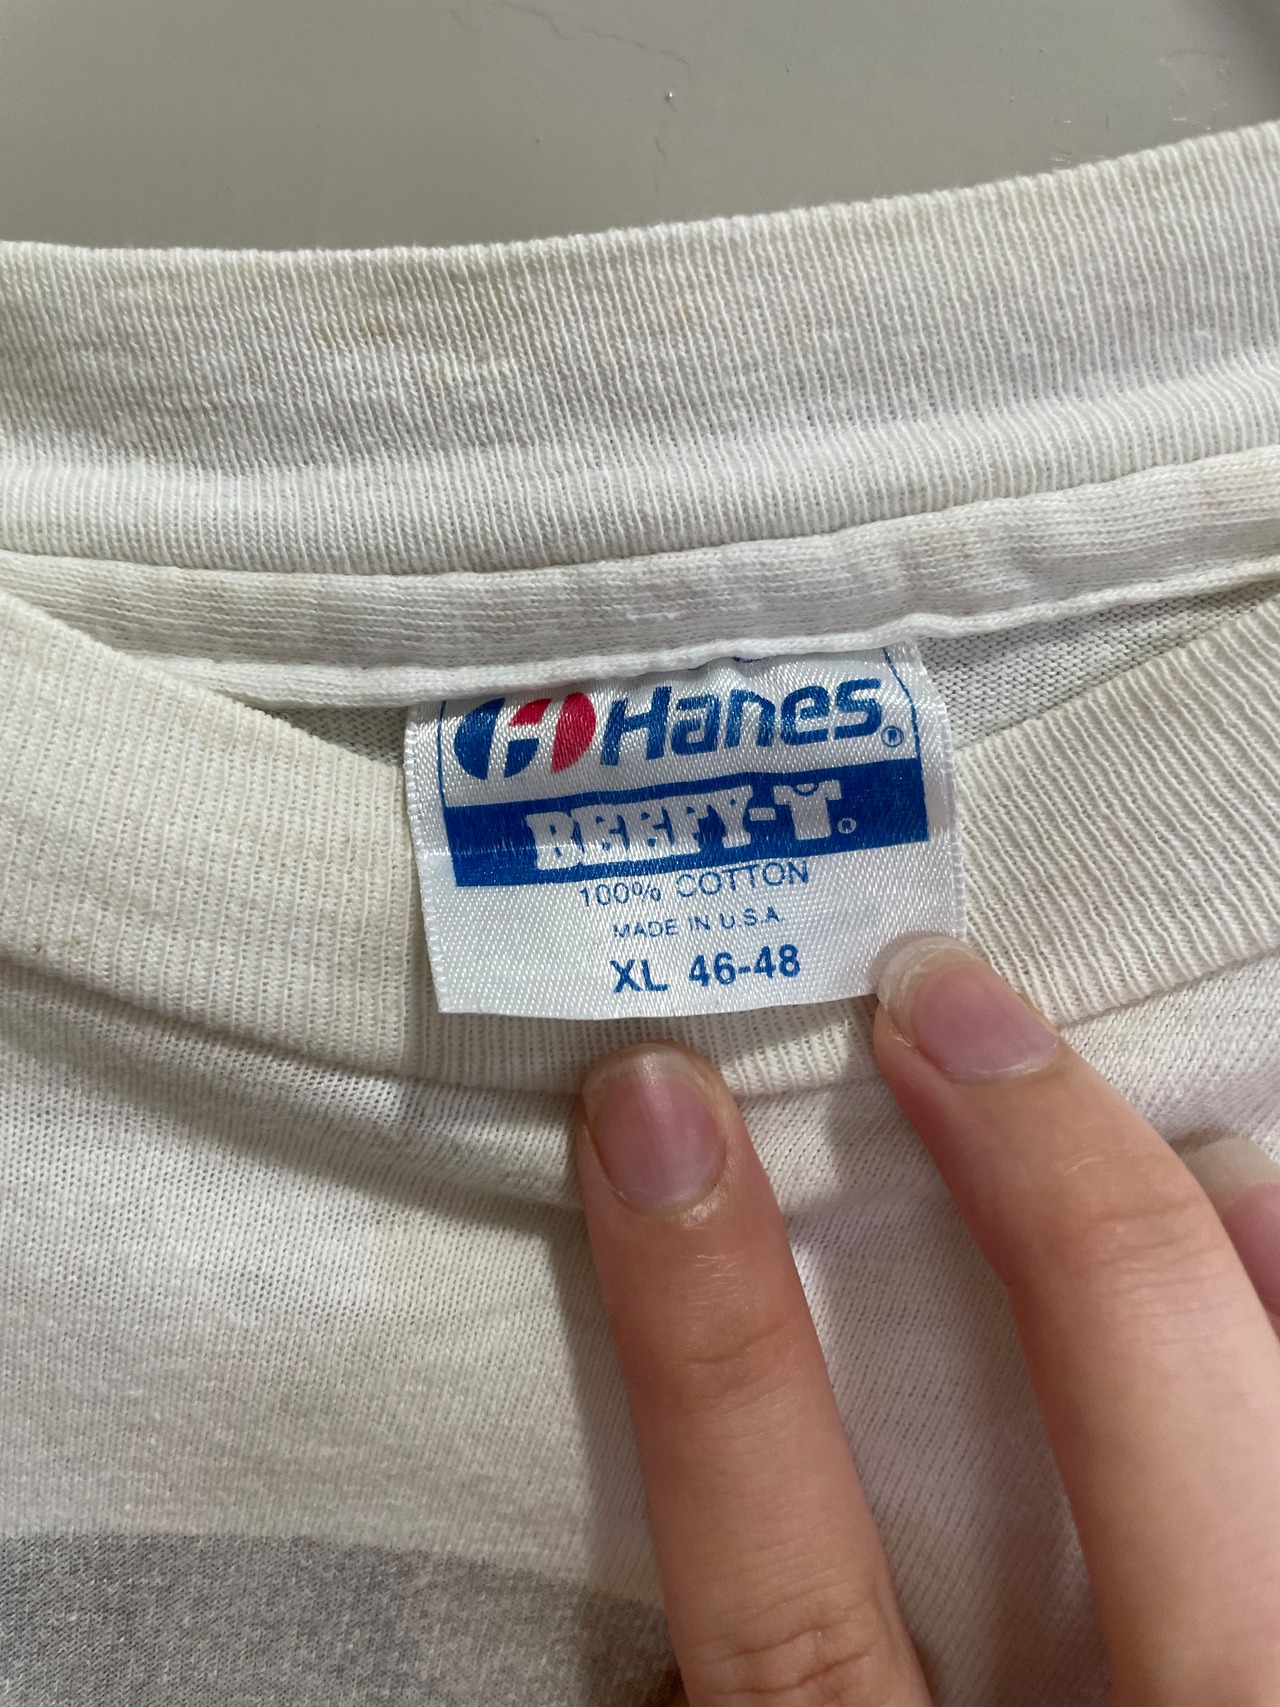 Hanes®
BEEFY-T®
100% COTTON
MADE IN U.S.A.
XL 46-48